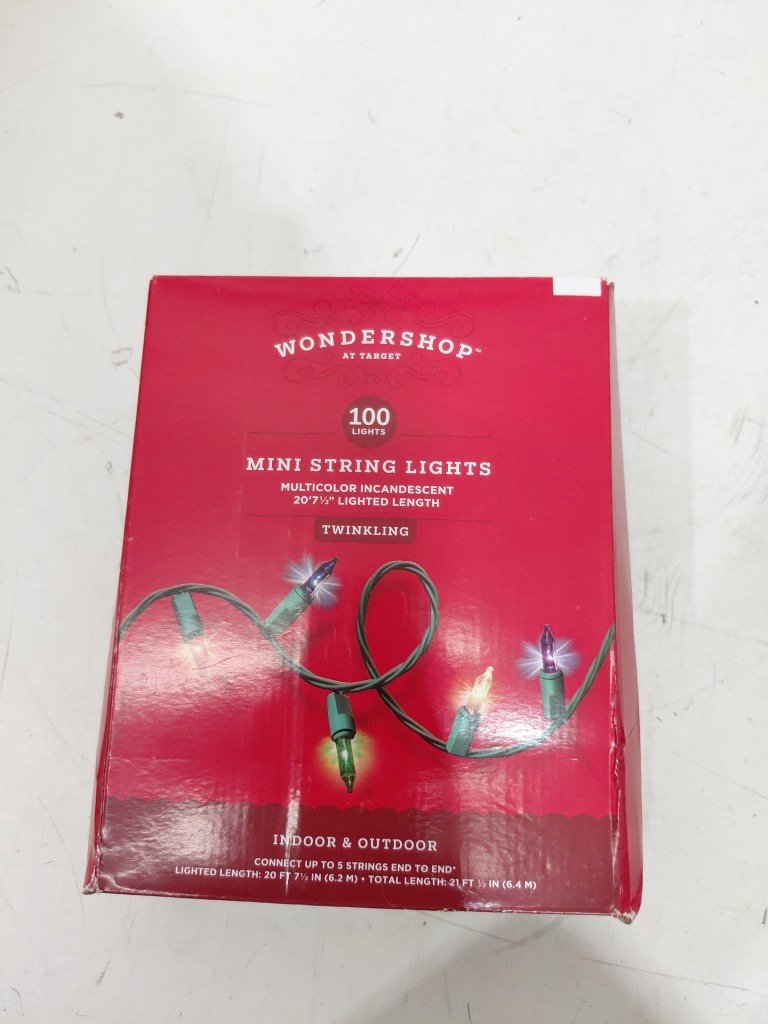 WONDERSHOP™
AT TARGET
100
LIGHTS
MINI STRING LIGHTS
MULTICOLOR INCANDESCENT
20'7½" LIGHTED LENGTH
TWINKLING
INDOOR & OUTDOOR
CONNECT UP TO 5 STRINGS END TO END*
LIGHTED LENGTH: 20 FT 7½ IN (6.2 M) • TOTAL LENGTH: 21 FT ½ IN (6.4 M)